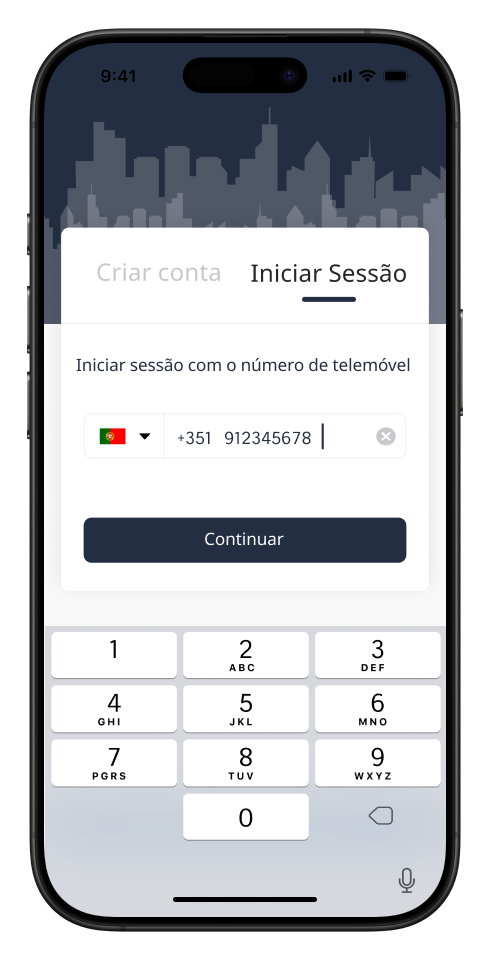 9:41
Criar conta Iniciar Sessão
Iniciar sessão com o número de telemóvel
+351 912345678
Continuar
1 2 3
ABC DEF
4 5 6
GHI JKL MNO
7 8 9
PGRS TUV WXYZ
0